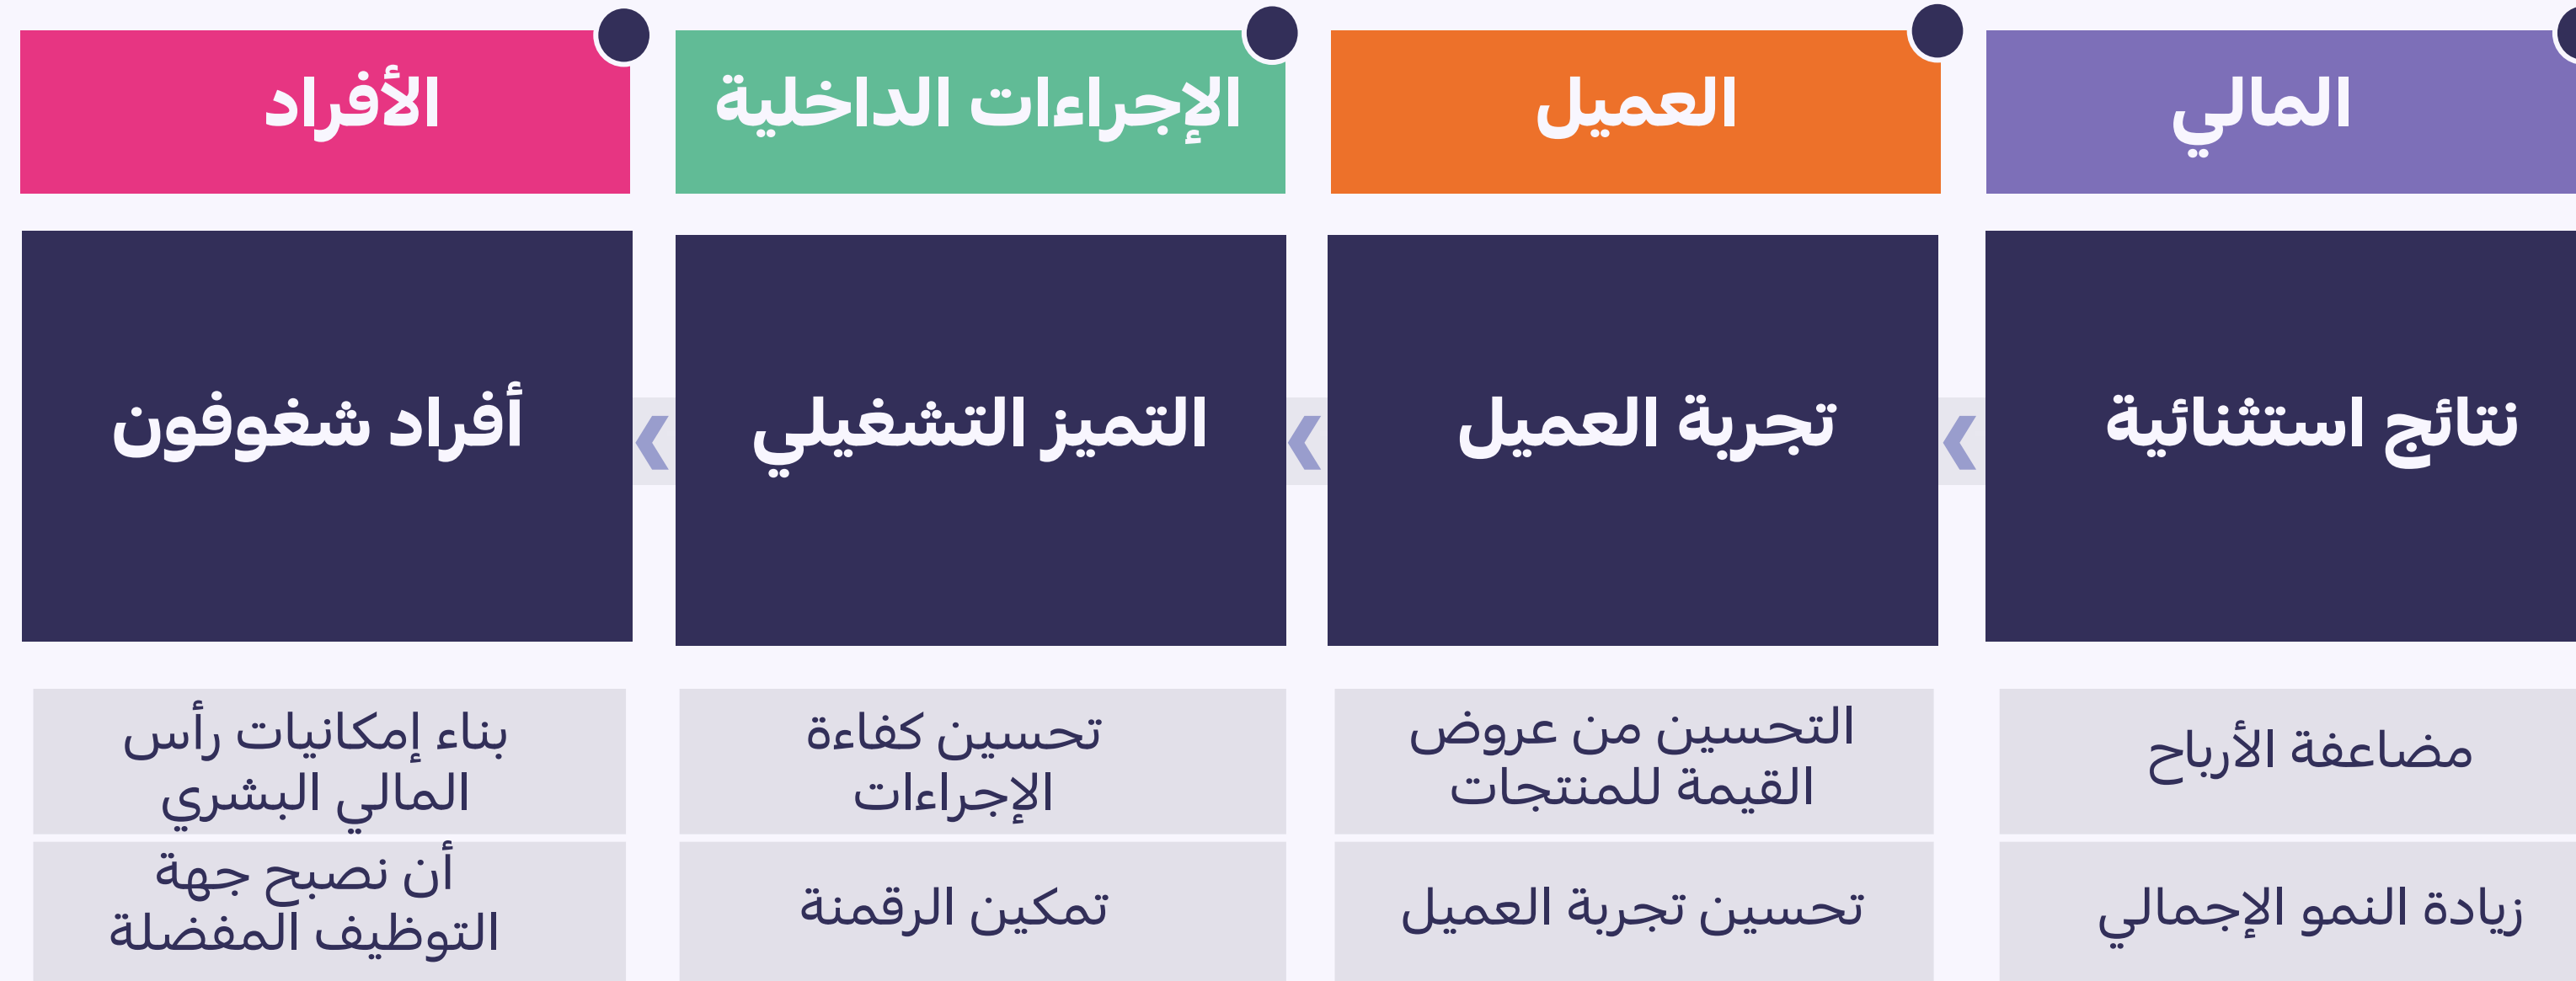 المالي
العميل
الإجراءات الداخلية
الأفراد
نتائج استثنائية
تجربة العميل
التميز التشغيلي
أفراد شغوفون
مضاعفة الأرباح
التحسين من عروض
القيمة للمنتجات
تحسين كفاءة
الإجراءات
بناء إمكانيات رأس
المالي البشري
زيادة النمو الإجمالي
تحسين تجربة العميل
تمكين الرقمنة
أن نصبح جهة
التوظيف المفضلة